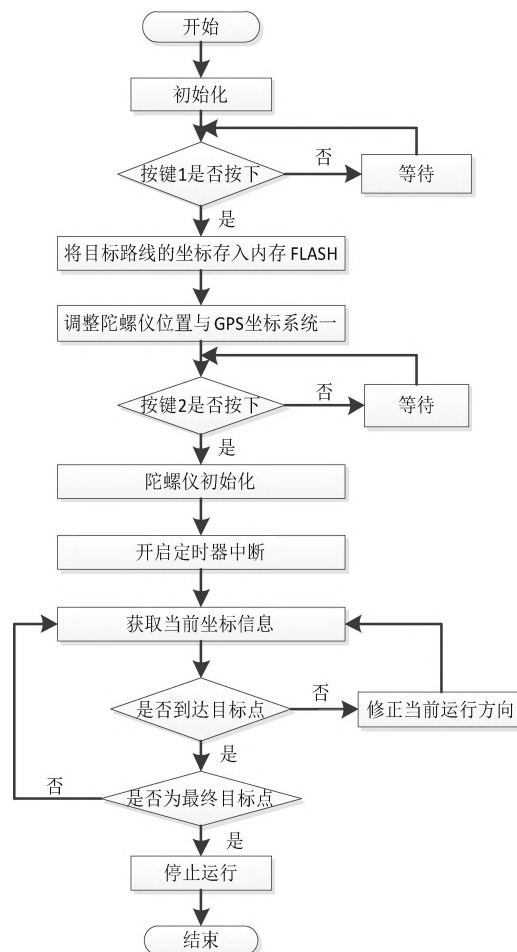 开始
初始化
按键1是否按下
否
等待
是
将目标路线的坐标存入内存 FLASH
调整陀螺仪位置与 GPS坐标系统一
按键2是否按下
否
等待
是
陀螺仪初始化
开启定时器中断
获取当前坐标信息
是否到达目标点
否
修正当前运行方向
是
否
是否为最终目标点
是
停止运行
结束